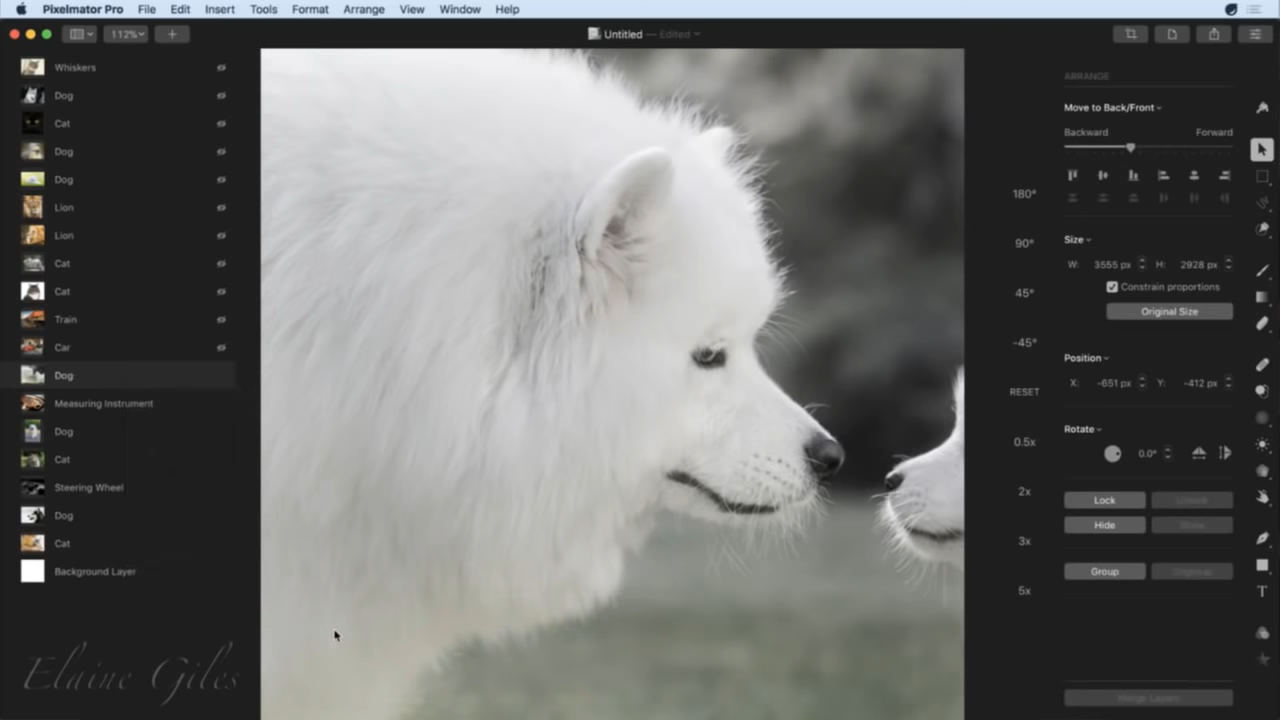 Pixelmator Pro File Edit Insert Tools Format Arrange View Window Help
112% Untitled — Edited
Whiskers
Dog
Cat
Dog
Dog
Lion
Lion
Cat
Cat
Train
Car
Dog
Measuring Instrument
Dog
Cat
Steering Wheel
Dog
Cat
Background Layer
Elaine Giles
180°
90°
45°
-45°
RESET
0.5x
2x
3x
5x
ARRANGE
Move to Back/Front
Backward Forward
Size
W: 3555 px H: 2928 px
Constrain proportions
Original Size
Position
X: -651 px Y: -412 px
Rotate
0.0°
Lock
Hide
Group
Merge Layers
T